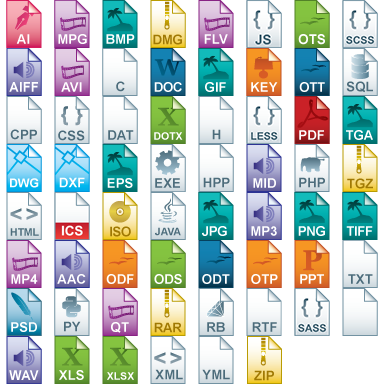 AI MPG BMP DMG FLV JS OTS SCSS
AIFF AVI C DOC GIF KEY OTT SQL
CPP CSS DAT DOTX H LESS PDF TGA
DWG DXF EPS EXE HPP MID PHP TGZ
HTML ICS ISO JAVA JPG MP3 PNG TIFF
MP4 AAC ODF ODS ODT OTP PPT TXT
PSD PY QT RAR RB RTF SASS
WAV XLS XLSX XML YML ZIP